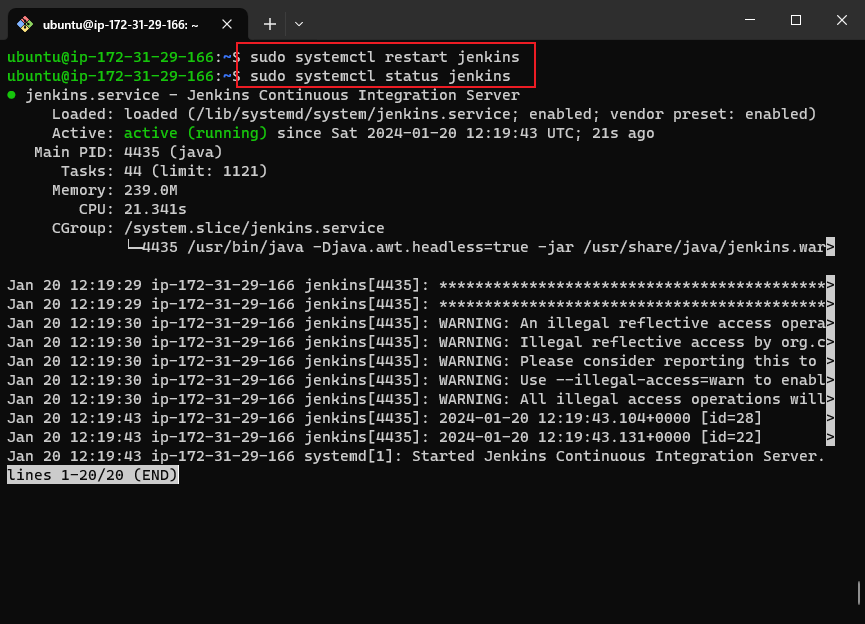 ubuntu@ip-172-31-29-166: ~
ubuntu@ip-172-31-29-166:~$ sudo systemctl restart jenkins
ubuntu@ip-172-31-29-166:~$ sudo systemctl status jenkins
● jenkins.service - Jenkins Continuous Integration Server
Loaded: loaded (/lib/systemd/system/jenkins.service; enabled; vendor preset: enabled)
Active: active (running) since Sat 2024-01-20 12:19:43 UTC; 21s ago
Main PID: 4435 (java)
Tasks: 44 (limit: 1121)
Memory: 239.0M
CPU: 21.341s
CGroup: /system.slice/jenkins.service
└─4435 /usr/bin/java -Djava.awt.headless=true -jar /usr/share/java/jenkins.war>
Jan 20 12:19:29 ip-172-31-29-166 jenkins[4435]: *******************************************>
Jan 20 12:19:29 ip-172-31-29-166 jenkins[4435]: *******************************************>
Jan 20 12:19:30 ip-172-31-29-166 jenkins[4435]: WARNING: An illegal reflective access opera>
Jan 20 12:19:30 ip-172-31-29-166 jenkins[4435]: WARNING: Illegal reflective access by org.c>
Jan 20 12:19:30 ip-172-31-29-166 jenkins[4435]: WARNING: Please consider reporting this to >
Jan 20 12:19:30 ip-172-31-29-166 jenkins[4435]: WARNING: Use --illegal-access=warn to enabl>
Jan 20 12:19:30 ip-172-31-29-166 jenkins[4435]: WARNING: All illegal access operations will>
Jan 20 12:19:43 ip-172-31-29-166 jenkins[4435]: 2024-01-20 12:19:43.104+0000 [id=28] >
Jan 20 12:19:43 ip-172-31-29-166 jenkins[4435]: 2024-01-20 12:19:43.131+0000 [id=22] >
Jan 20 12:19:43 ip-172-31-29-166 systemd[1]: Started Jenkins Continuous Integration Server.
lines 1-20/20 (END)